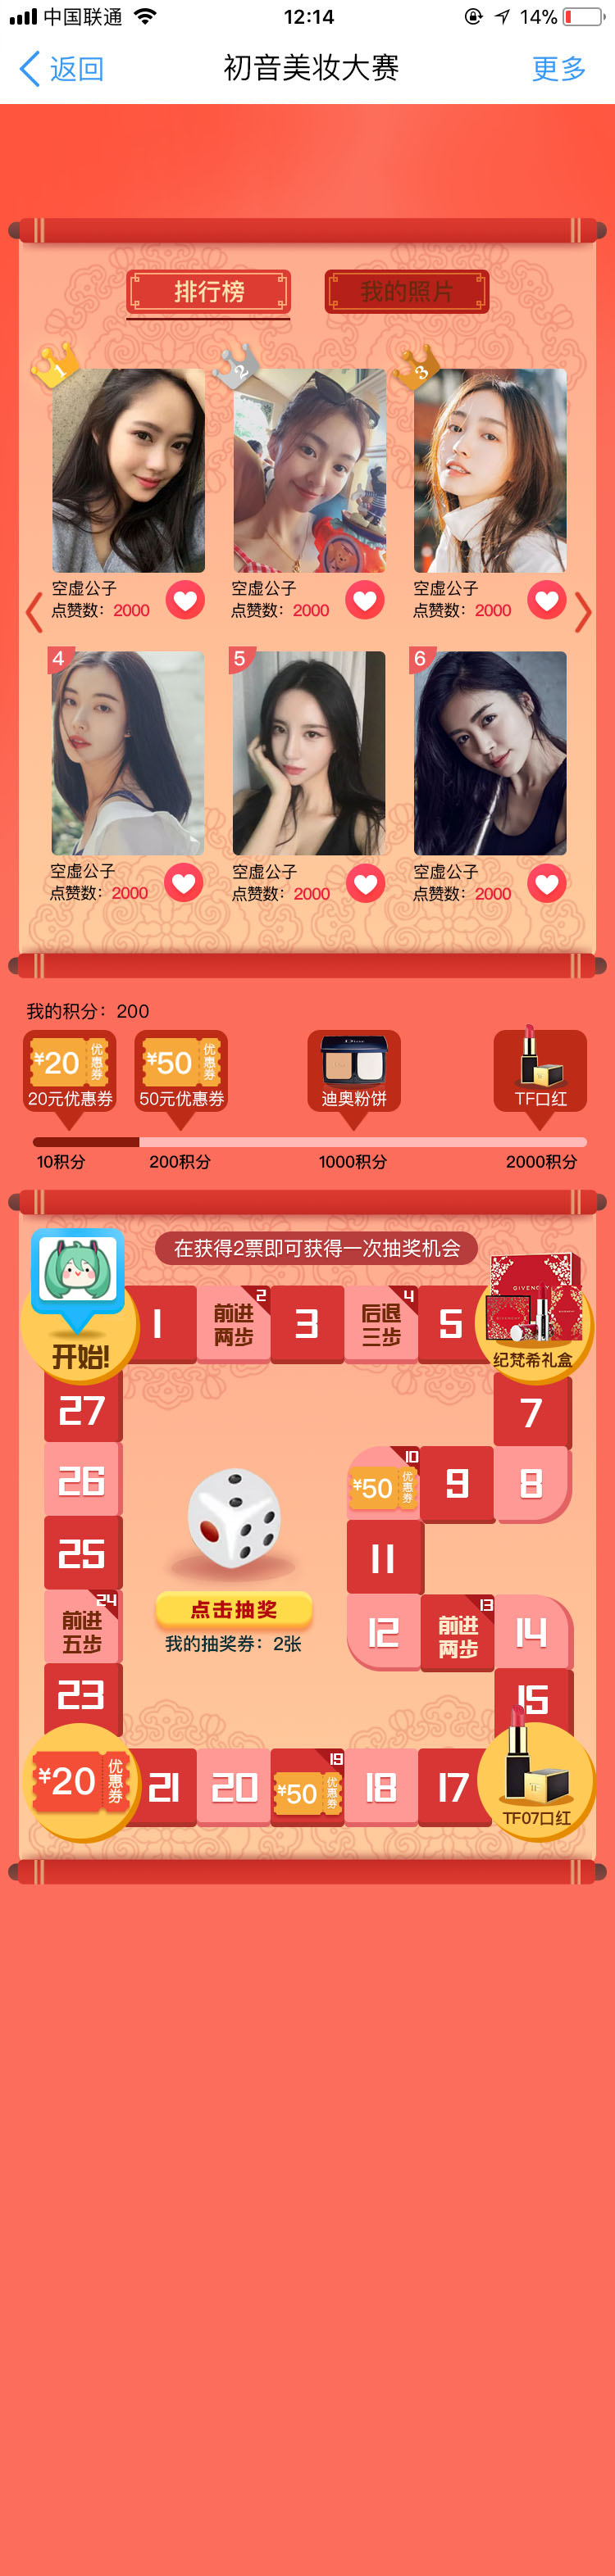 中国联通
12:14
14%
返回
初音美妆大赛
更多
排行榜
我的照片
1
2
3
空虚公子
点赞数：2000
空虚公子
点赞数：2000
空虚公子
点赞数：2000
4
5
6
空虚公子
点赞数：2000
空虚公子
点赞数：2000
空虚公子
点赞数：2000
我的积分：200
¥20
优惠券
20元优惠券
¥50
优惠券
50元优惠券
Dior
迪奥粉饼
TF口红
10积分
200积分
1000积分
2000积分
在获得2票即可获得一次抽奖机会
开始!
1
2
前进
两步
3
4
后退
三步
5
GIVENCHY
纪梵希礼盒
27
7
26
10
¥50
优惠券
9
8
25
11
24
前进
五步
点击抽奖
我的抽奖券：2张
12
13
前进
两步
14
23
15
¥20
优惠券
21
20
19
¥50
优惠券
18
17
TF
TF07口红